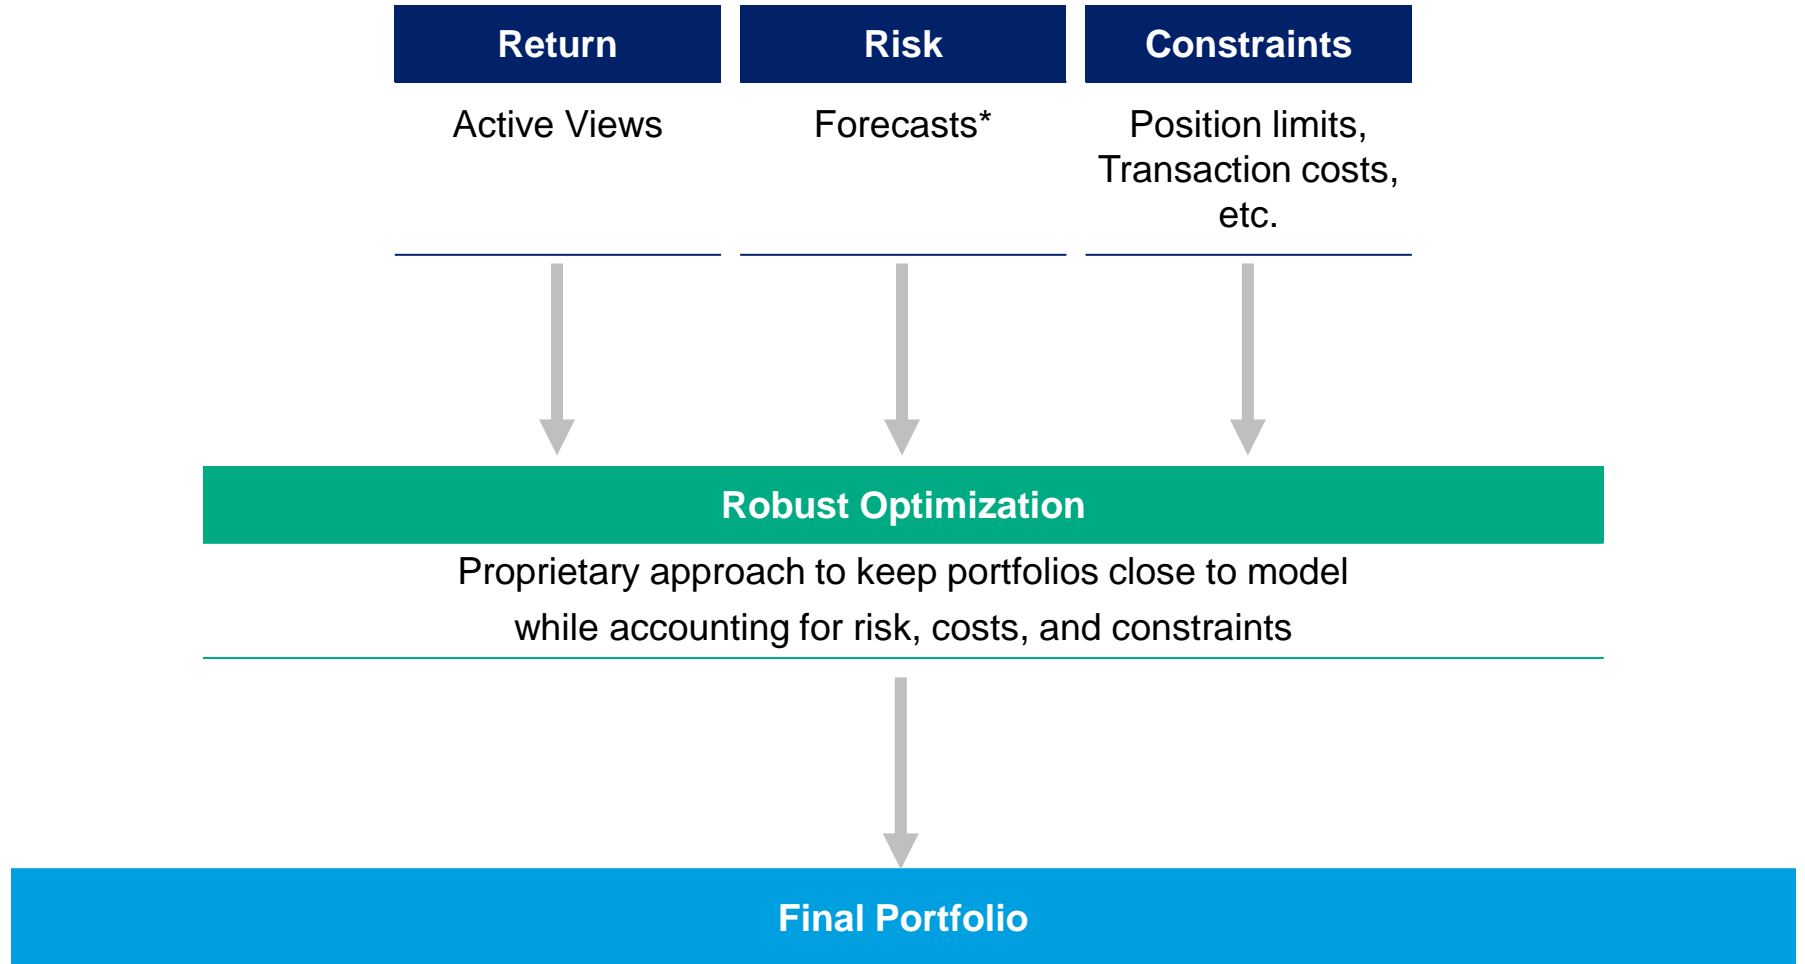 Return
Risk
Constraints
Active Views
Forecasts*
Position limits,
Transaction costs,
etc.
Robust Optimization
Proprietary approach to keep portfolios close to model
while accounting for risk, costs, and constraints
Final Portfolio